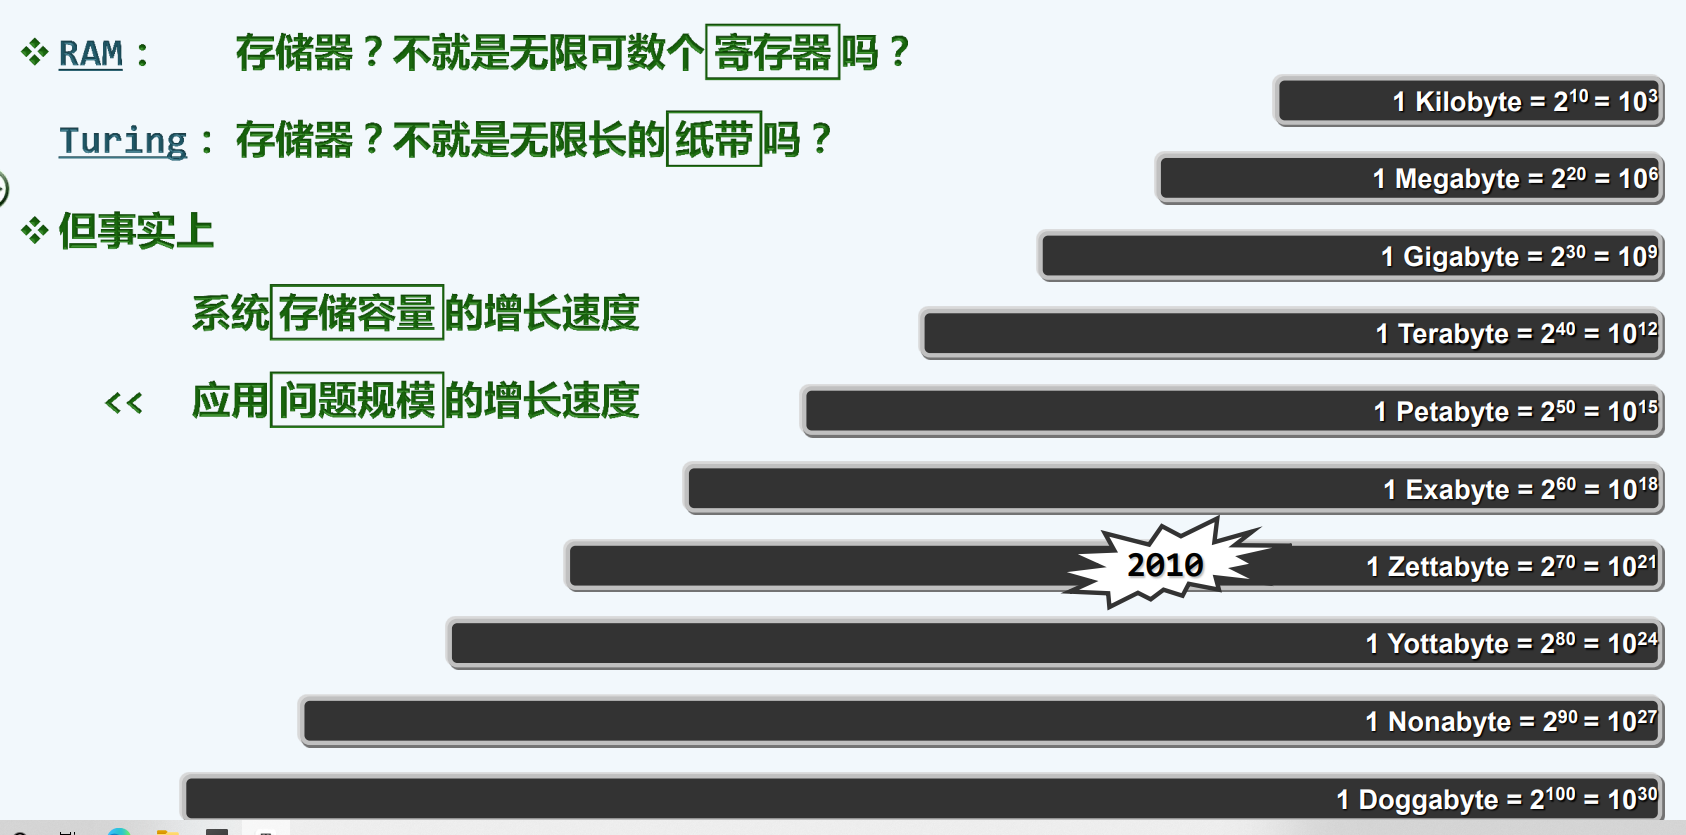 ❖ RAM： 存储器？不就是无限可数个寄存器吗？
Turing： 存储器？不就是无限长的纸带吗？
❖ 但事实上
系统存储容量的增长速度
<< 应用问题规模的增长速度
1 Kilobyte = 2¹⁰ = 10³
1 Megabyte = 2²⁰ = 10⁶
1 Gigabyte = 2³⁰ = 10⁹
1 Terabyte = 2⁴⁰ = 10¹²
1 Petabyte = 2⁵⁰ = 10¹⁵
1 Exabyte = 2⁶⁰ = 10¹⁸
2010 1 Zettabyte = 2⁷⁰ = 10²¹
1 Yottabyte = 2⁸⁰ = 10²⁴
1 Nonabyte = 2⁹⁰ = 10²⁷
1 Doggabyte = 2¹⁰⁰ = 10³⁰